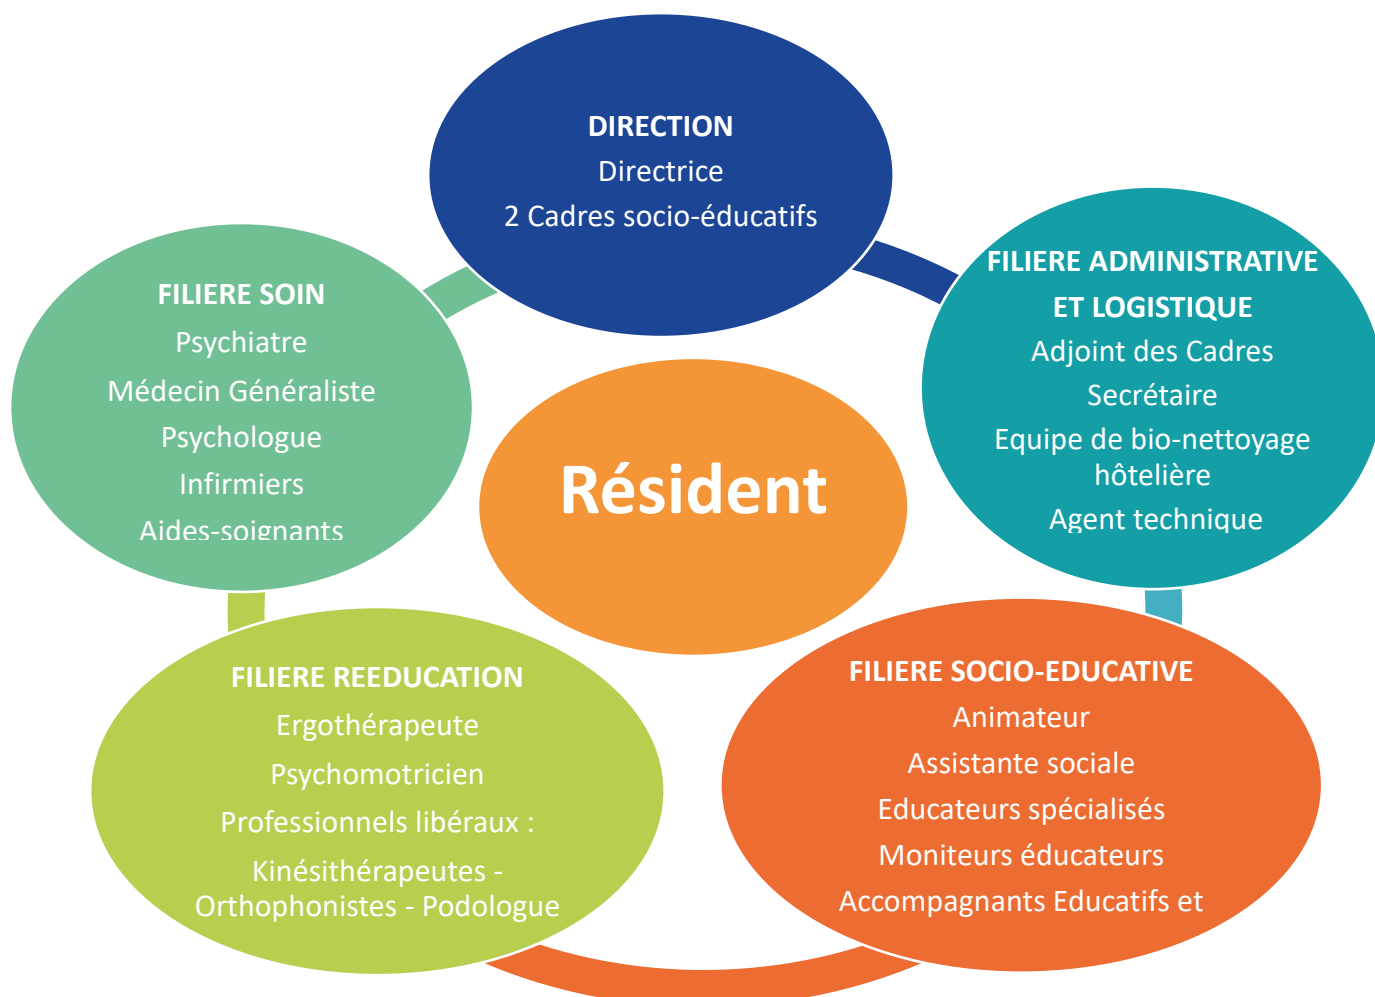 DIRECTION
Directrice
2 Cadres socio-éducatifs
FILIERE ADMINISTRATIVE
ET LOGISTIQUE
Adjoint des Cadres
Secrétaire
Equipe de bio-nettoyage
hôtelière
Agent technique
FILIERE SOIN
Psychiatre
Médecin Généraliste
Psychologue
Infirmiers
Aides-soignants
Résident
FILIERE REEDUCATION
Ergothérapeute
Psychomotricien
Professionnels libéraux :
Kinésithérapeutes -
Orthophonistes - Podologue
FILIERE SOCIO-EDUCATIVE
Animateur
Assistante sociale
Educateurs spécialisés
Moniteurs éducateurs
Accompagnants Educatifs et